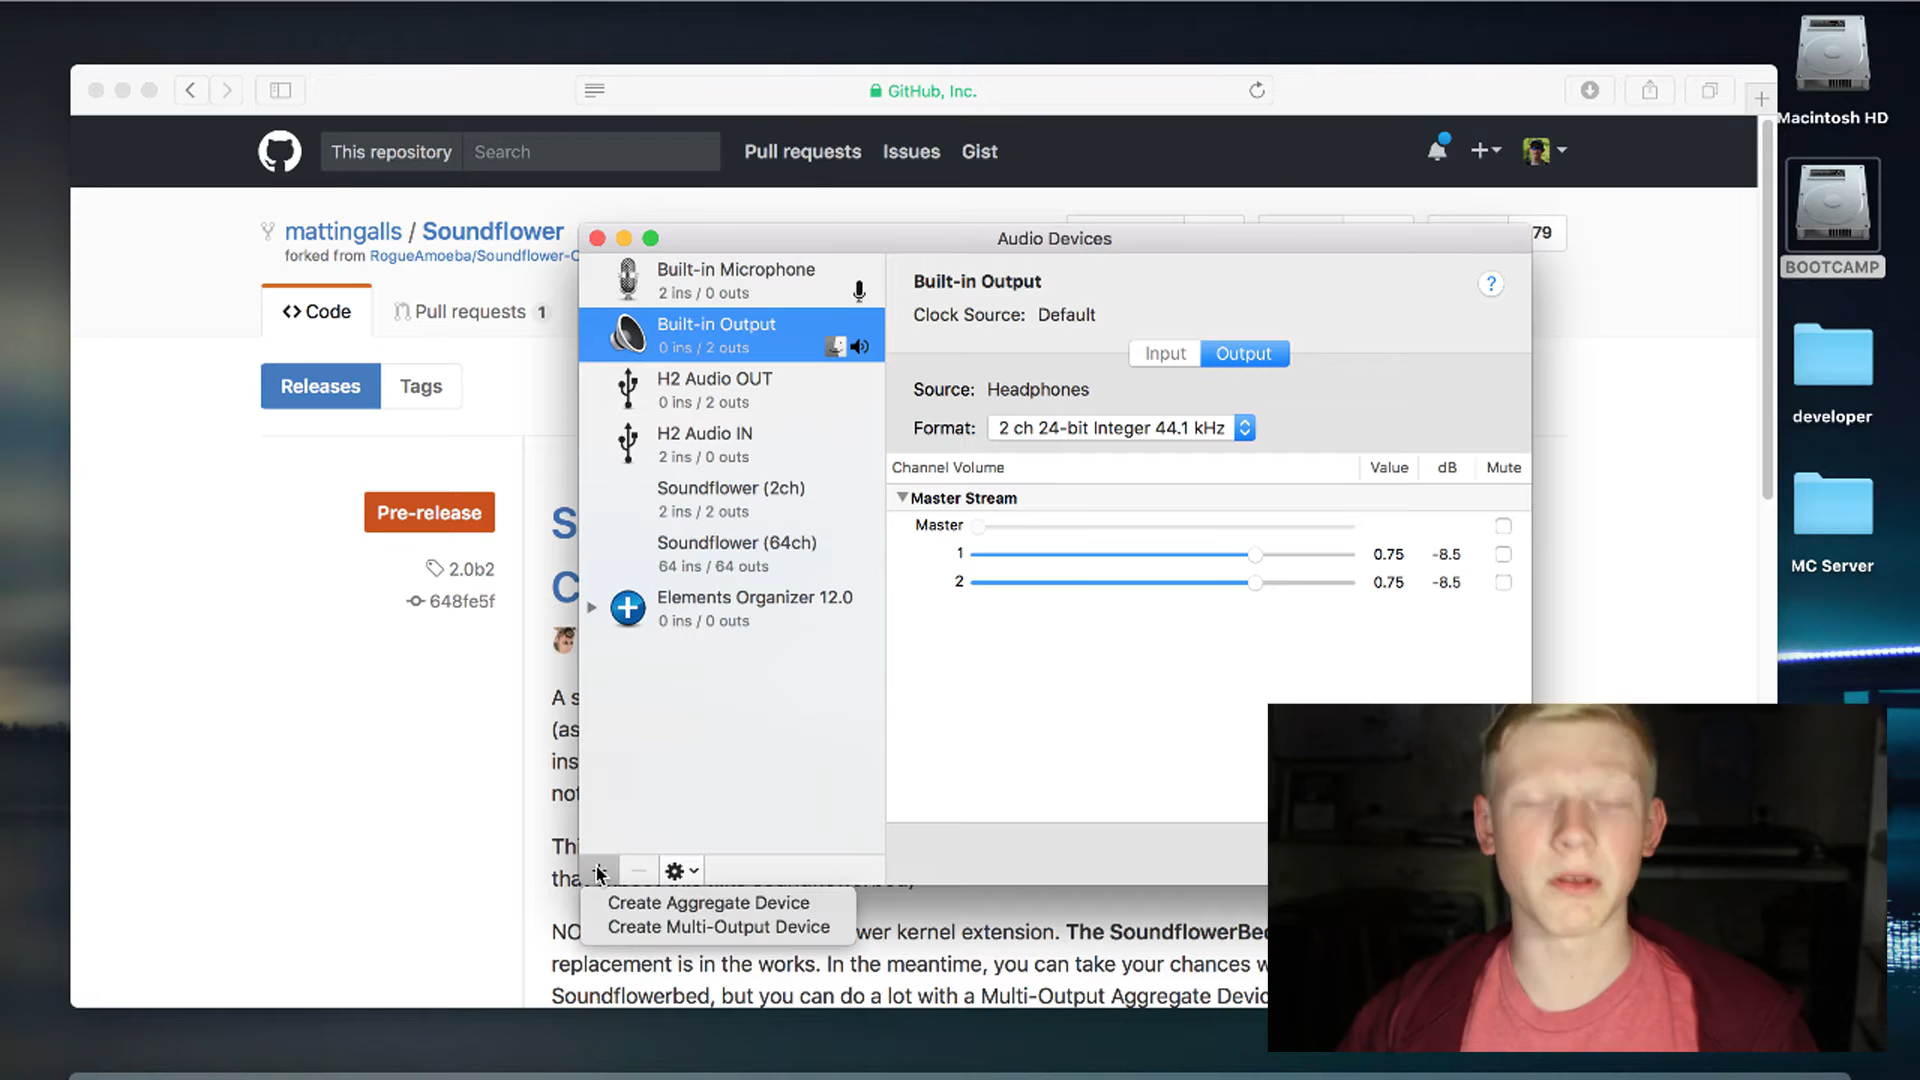 GitHub, Inc.
Macintosh HD
This repository
Search
Pull requests
Issues
Gist
mattingalls / Soundflower
forked from RogueAmoeba/Soundflower-
79
BOOTCAMP
Code
Pull requests 1
Releases
Tags
Pre-release
2.0b2
648fe5f
A s
(as
ins
not
Thi
tha
NO
wer kernel extension. The SoundflowerBe
replacement is in the works. In the meantime, you can take your chances w
Soundflowerbed, but you can do a lot with a Multi-Output Aggregate Devic
Audio Devices
Built-in Microphone
2 ins / 0 outs
Built-in Output
0 ins / 2 outs
H2 Audio OUT
0 ins / 2 outs
H2 Audio IN
2 ins / 0 outs
Soundflower (2ch)
2 ins / 2 outs
Soundflower (64ch)
64 ins / 64 outs
Elements Organizer 12.0
0 ins / 0 outs
Built-in Output
?
Clock Source: Default
Input
Output
Source: Headphones
Format: 2 ch 24-bit Integer 44.1 kHz
Channel Volume Value dB Mute
Master Stream
Master
1 0.75 -8.5
2 0.75 -8.5
Create Aggregate Device
Create Multi-Output Device
developer
MC Server